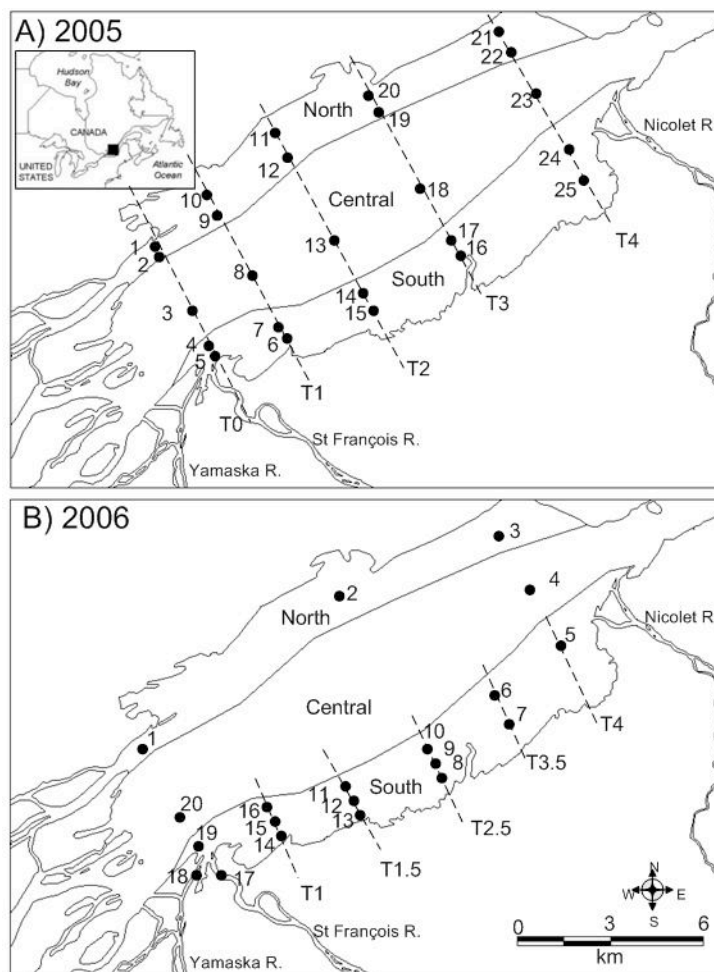 A) 2005
Hudson
Bay
CANADA
UNITED
STATES
Atlantic
Ocean
21
22
20
North
19
23
11
Nicolet R.
12
10
24
9
18
Central
25
1
2
17
13
16
T4
8
South
3
14
T3
15
7
4
6
T2
5
T1
T0
St François R.
Yamaska R.
B) 2006
3
2
4
North
Nicolet R
5
Central
6
1
7
10
T4
9
11
8
South
T3.5
20
16
12
15
13
T2.5
19
14
T1.5
18
17
T1
N
W
E
S
St François R.
0
3
6
km
Yamaska R.